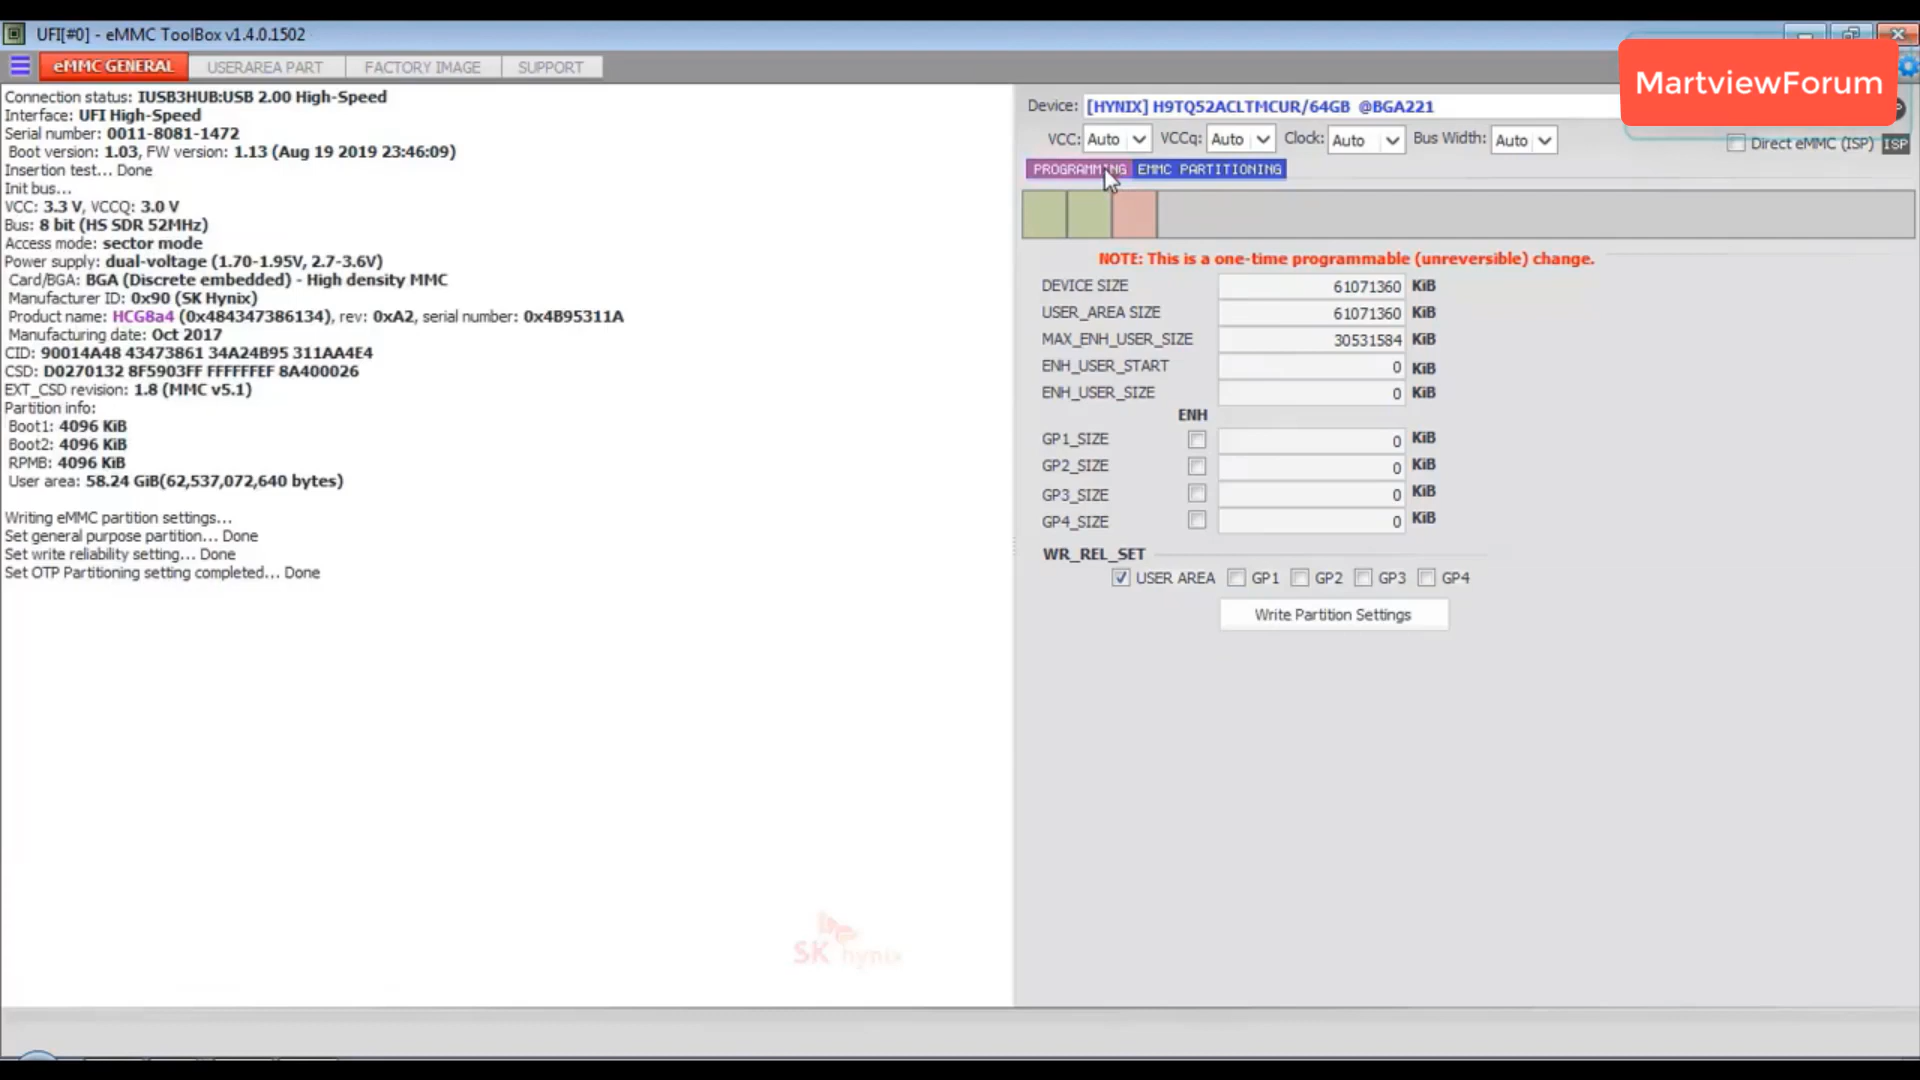 UFI[#0] - eMMC ToolBox v1.4.0.1502
eMMC GENERAL
USERAREA PART
FACTORY IMAGE
SUPPORT
MartviewForum
Connection status: IUSB3HUB:USB 2.00 High-Speed
Interface: UFI High-Speed
Serial number: 0011-8081-1472
Boot version: 1.03, FW version: 1.13 (Aug 19 2019 23:46:09)
Insertion test... Done
Init bus...
VCC: 3.3 V, VCCQ: 3.0 V
Bus: 8 bit (HS SDR 52MHz)
Access mode: sector mode
Power supply: dual-voltage (1.70-1.95V, 2.7-3.6V)
Card/BGA: BGA (Discrete embedded) - High density MMC
Manufacturer ID: 0x90 (SK Hynix)
Product name: HCG8a4 (0x484347386134), rev: 0xA2, serial number: 0x4B95311A
Manufacturing date: Oct 2017
CID: 90014A48 43473861 34A24B95 311AA4E4
CSD: D0270132 8F5903FF FFFFFFEF 8A400026
EXT_CSD revision: 1.8 (MMC v5.1)
Partition info:
Boot1: 4096 KiB
Boot2: 4096 KiB
RPMB: 4096 KiB
User area: 58.24 GiB(62,537,072,640 bytes)
Writing eMMC partition settings...
Set general purpose partition... Done
Set write reliability setting... Done
Set OTP Partitioning setting completed... Done
SK hynix
Device: [HYNIX] H9TQ52ACLTMCUR/64GB @BGA221
VCC: Auto VCCq: Auto Clock: Auto Bus Width: Auto
Direct eMMC (ISP) ISP
PROGRAMMING EMMC PARTITIONING
NOTE: This is a one-time programmable (unreversible) change.
DEVICE SIZE 61071360 KiB
USER_AREA SIZE 61071360 KiB
MAX_ENH_USER_SIZE 30531584 KiB
ENH_USER_START 0 KiB
ENH_USER_SIZE 0 KiB
ENH
GP1_SIZE 0 KiB
GP2_SIZE 0 KiB
GP3_SIZE 0 KiB
GP4_SIZE 0 KiB
WR_REL_SET
USER AREA GP1 GP2 GP3 GP4
Write Partition Settings